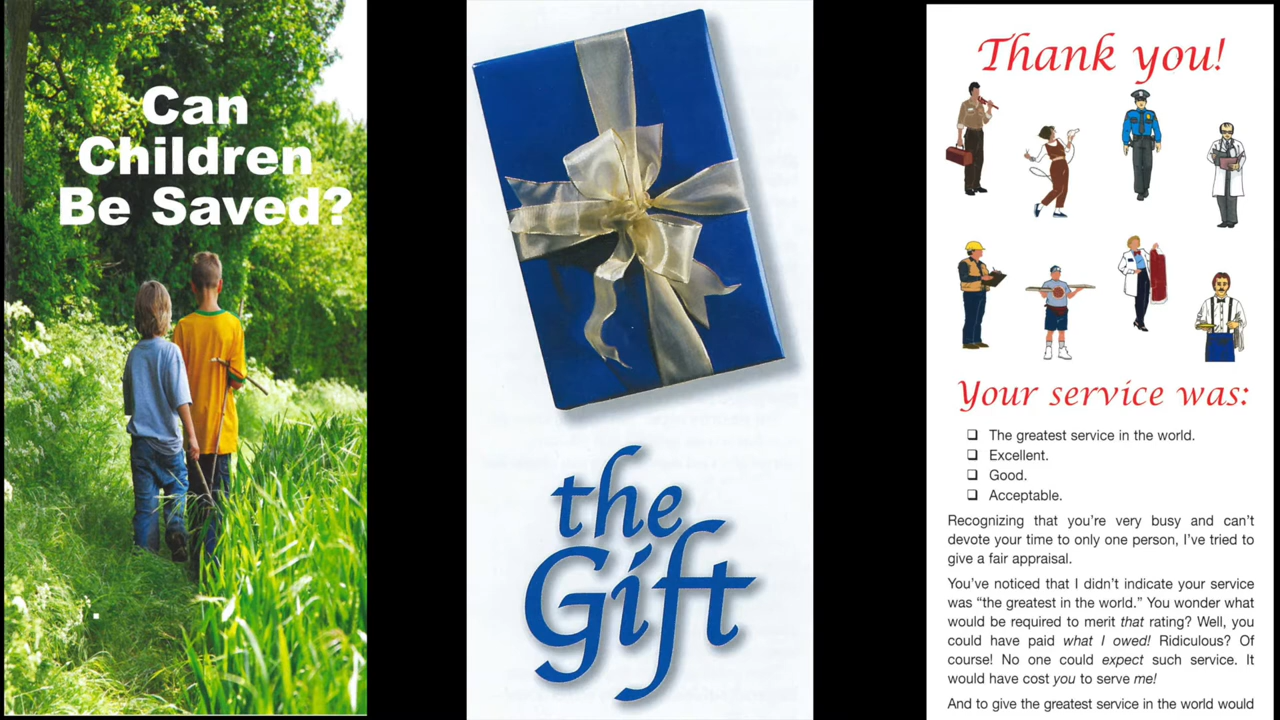 Can
Children
Be Saved?
the
Gift
Thank you!
Your service was:
❑ The greatest service in the world.
❑ Excellent.
❑ Good.
❑ Acceptable.
Recognizing that you’re very busy and can’t
devote your time to only one person, I’ve tried to
give a fair appraisal.
You’ve noticed that I didn’t indicate your service
was “the greatest in the world.” You wonder what
would be required to merit that rating? Well, you
could have paid what I owed! Ridiculous? Of
course! No one could expect such service. It
would have cost you to serve me!
And to give the greatest service in the world would